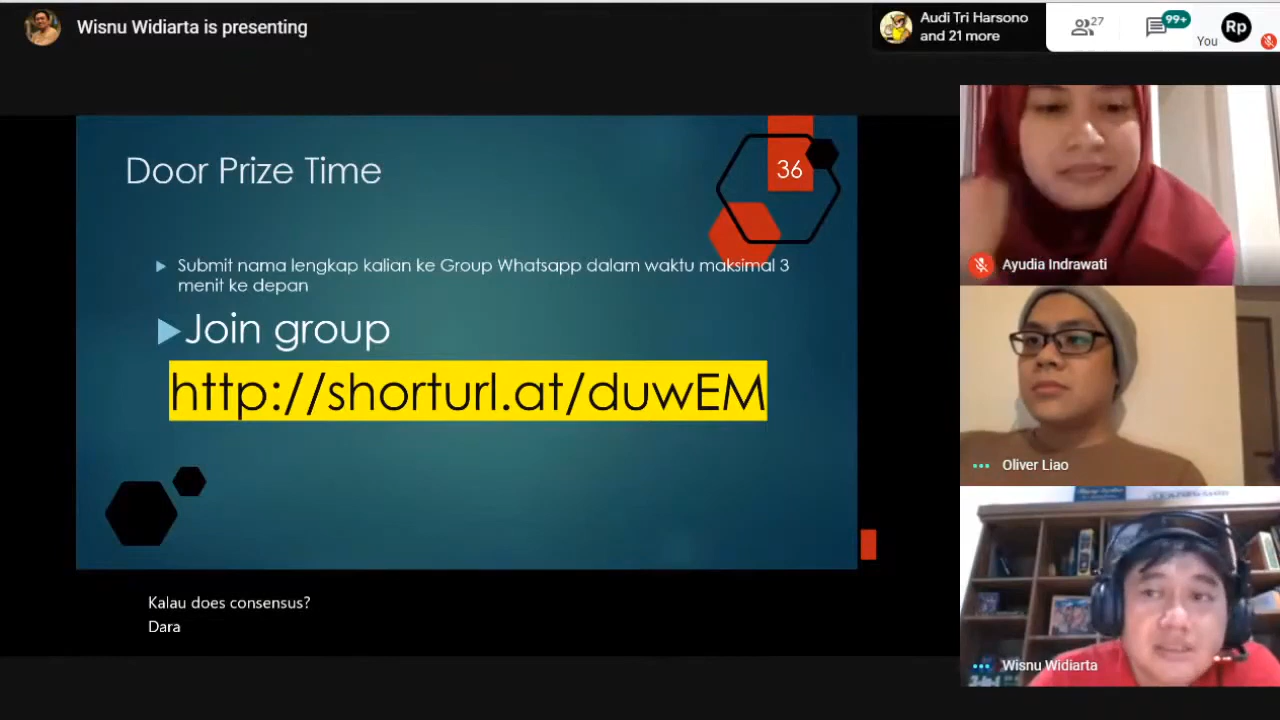 Wisnu Widiarta is presenting
Audi Tri Harsono
and 21 more
27
99+
You
Rp
Door Prize Time
36
Submit nama lengkap kalian ke Group Whatsapp dalam waktu maksimal 3
menit ke depan
Join group
http://shorturl.at/duwEM
Kalau does consensus?
Dara
Ayudia Indrawati
Oliver Liao
Wisnu Widiarta